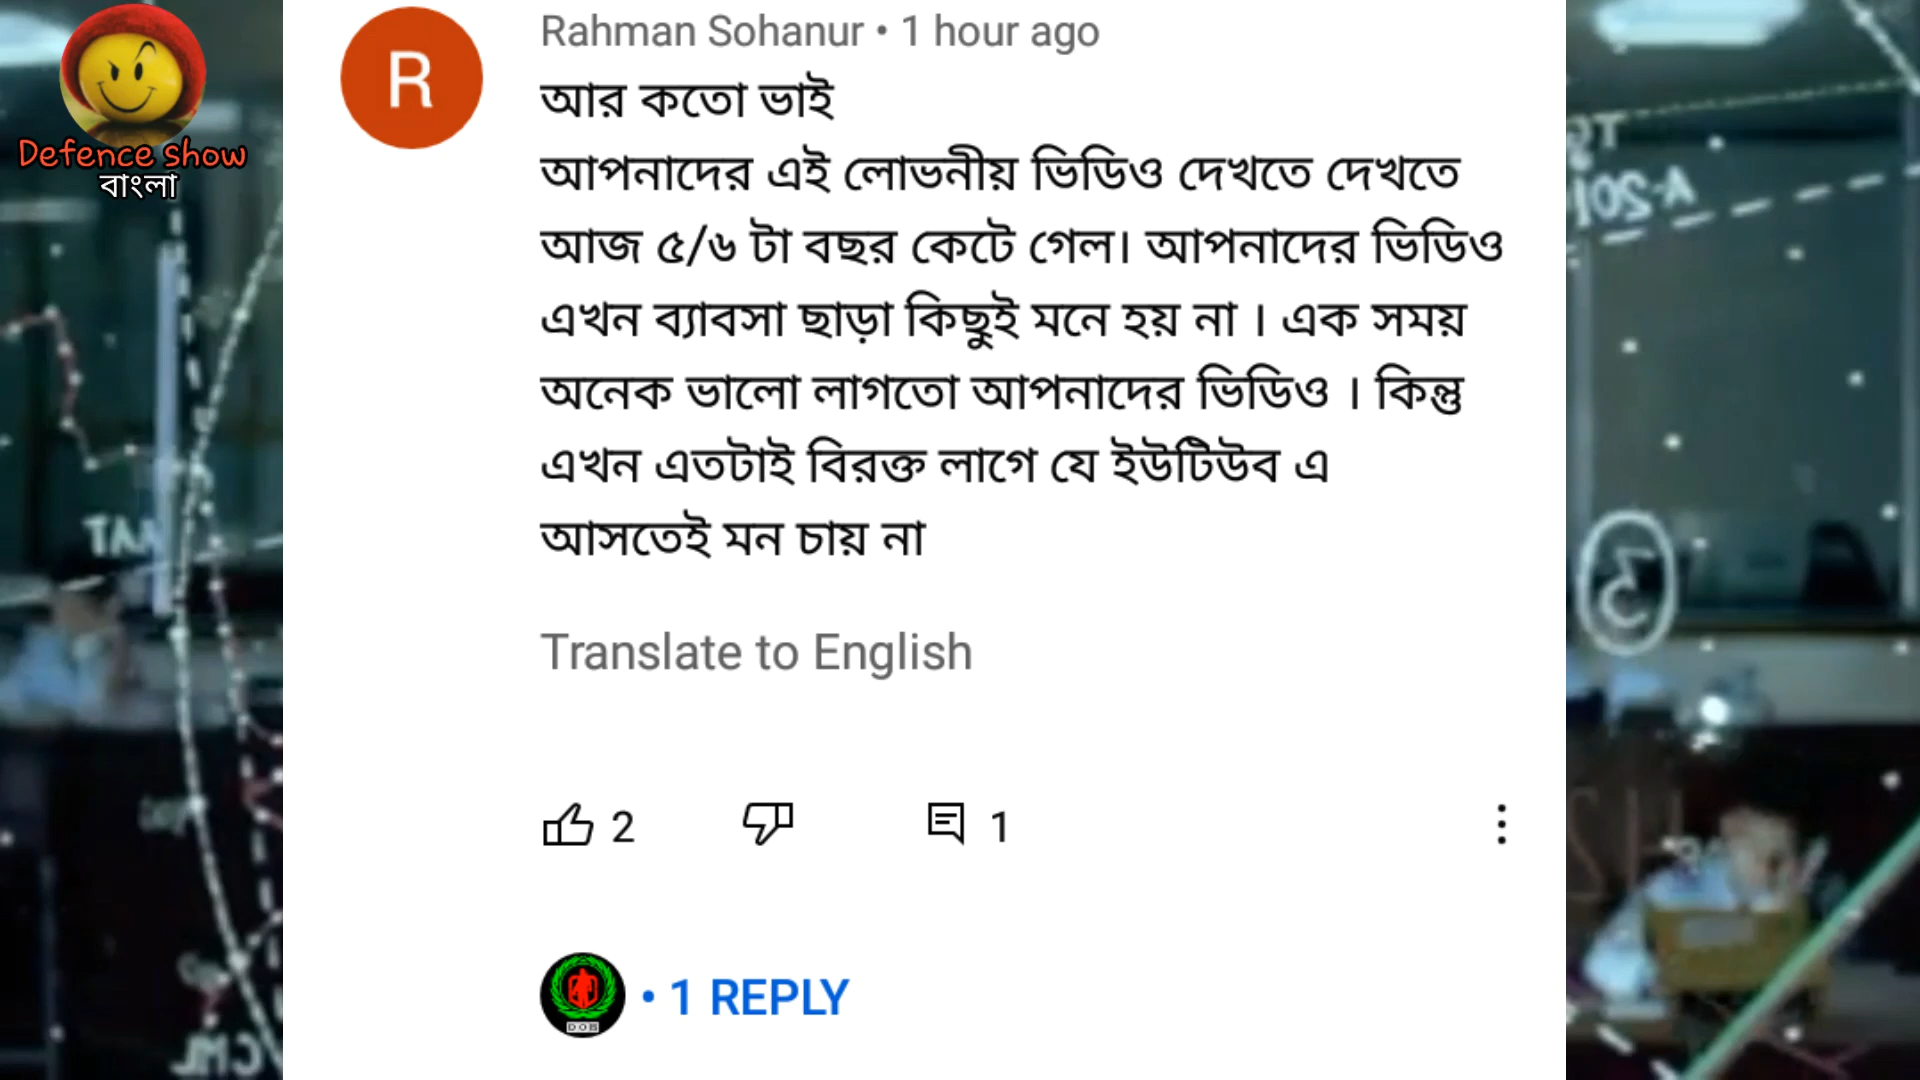 Defence show
বাংলা
Rahman Sohanur • 1 hour ago
আর কতো ভাই
আপনাদের এই লোভনীয় ভিডিও দেখতে দেখতে
আজ ৫/৬ টা বছর কেটে গেল। আপনাদের ভিডিও
এখন ব্যাবসা ছাড়া কিছুই মনে হয় না । এক সময়
অনেক ভালো লাগতো আপনাদের ভিডিও । কিন্তু
এখন এতটাই বিরক্ত লাগে যে ইউটিউব এ
আসতেই মন চায় না
Translate to English
2
1
R
DOB
• 1 REPLY